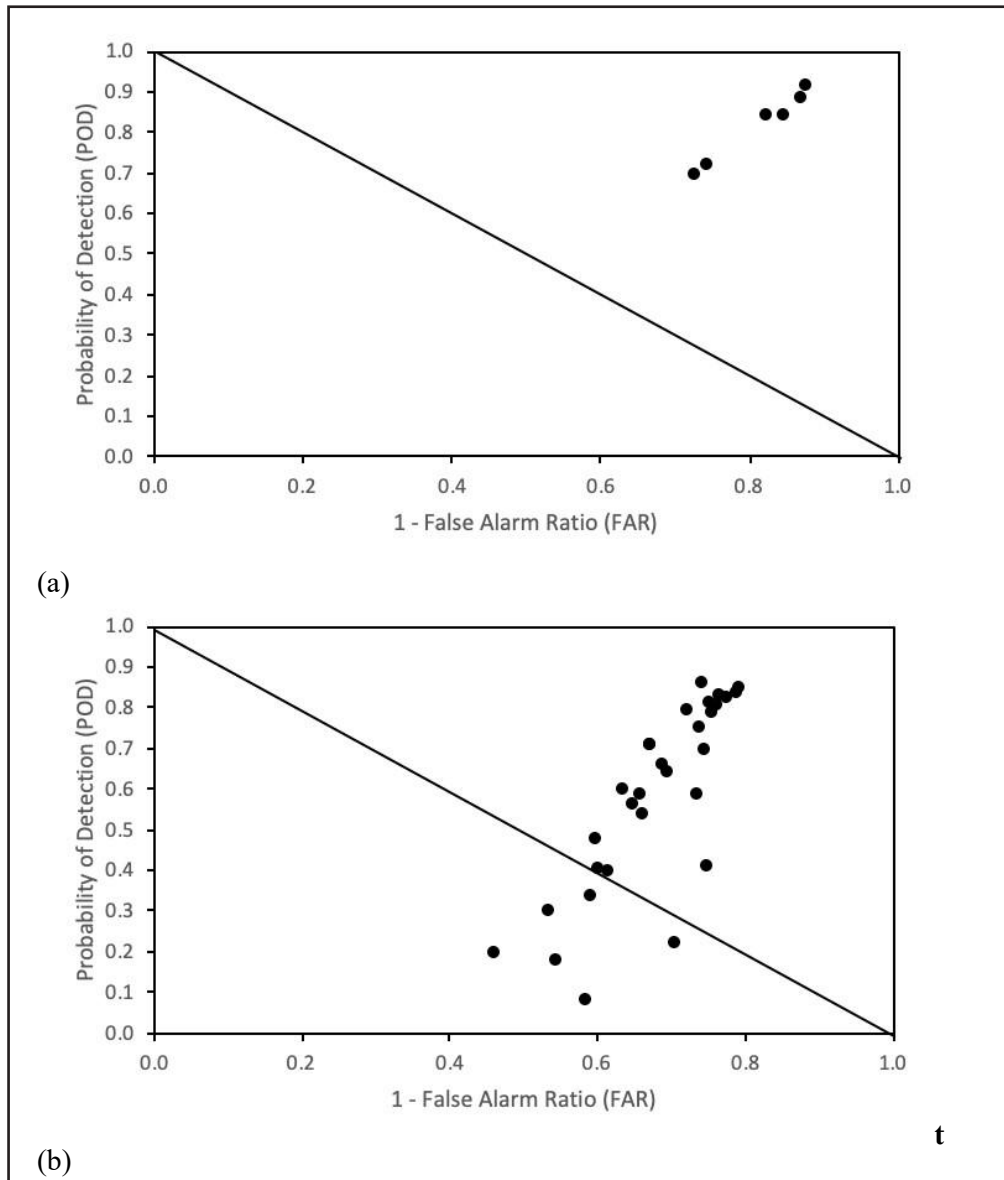 1.0
0.9
0.8
0.7
0.6
0.5
0.4
0.3
0.2
0.1
0.0
Probability of Detection (POD)
0.0 0.2 0.4 0.6 0.8 1.0
1 - False Alarm Ratio (FAR)
(a)
1.0
0.9
0.8
0.7
0.6
0.5
0.4
0.3
0.2
0.1
0.0
Probability of Detection (POD)
0.0 0.2 0.4 0.6 0.8 1.0
1 - False Alarm Ratio (FAR)
t
(b)